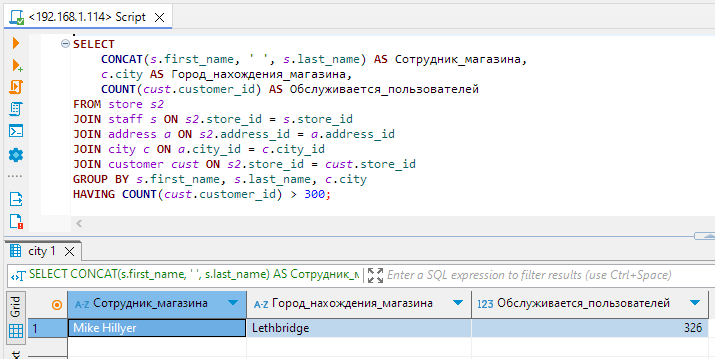 <192.168.1.114> Script
SELECT
CONCAT(s.first_name, ' ', s.last_name) AS Сотрудник_магазина,
c.city AS Город_нахождения_магазина,
COUNT(cust.customer_id) AS Обслуживается_пользователей
FROM store s2
JOIN staff s ON s2.store_id = s.store_id
JOIN address a ON s2.address_id = a.address_id
JOIN city c ON a.city_id = c.city_id
JOIN customer cust ON s2.store_id = cust.store_id
GROUP BY s.first_name, s.last_name, c.city
HAVING COUNT(cust.customer_id) > 300;
city 1
SELECT CONCAT(s.first_name, ' ', s.last_name) AS Сотрудник_м
Enter a SQL expression to filter results (use Ctrl+Space)
Grid
A-Z Сотрудник_магазина A-Z Город_нахождения_магазина 123 Обслуживается_пользователей
1 Mike Hillyer Lethbridge 326